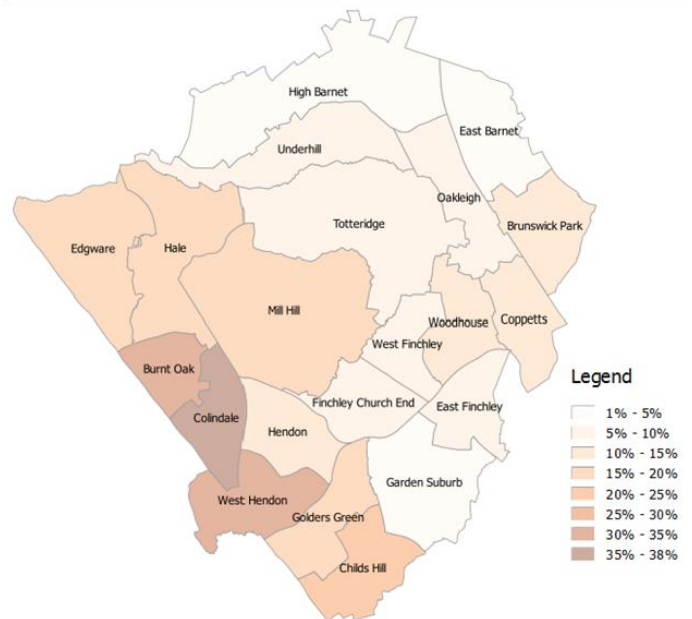 High Barnet
East Barnet
Underhill
Oakleigh
Totteridge
Brunswick Park
Edgware
Hale
Mill Hill
Woodhouse
Coppetts
West Finchley
Burnt Oak
Finchley Church End
East Finchley
Colindale
Hendon
Garden Suburb
West Hendon
Golders Green
Childs Hill
Legend
1% - 5%
5% - 10%
10% - 15%
15% - 20%
20% - 25%
25% - 30%
30% - 35%
35% - 38%